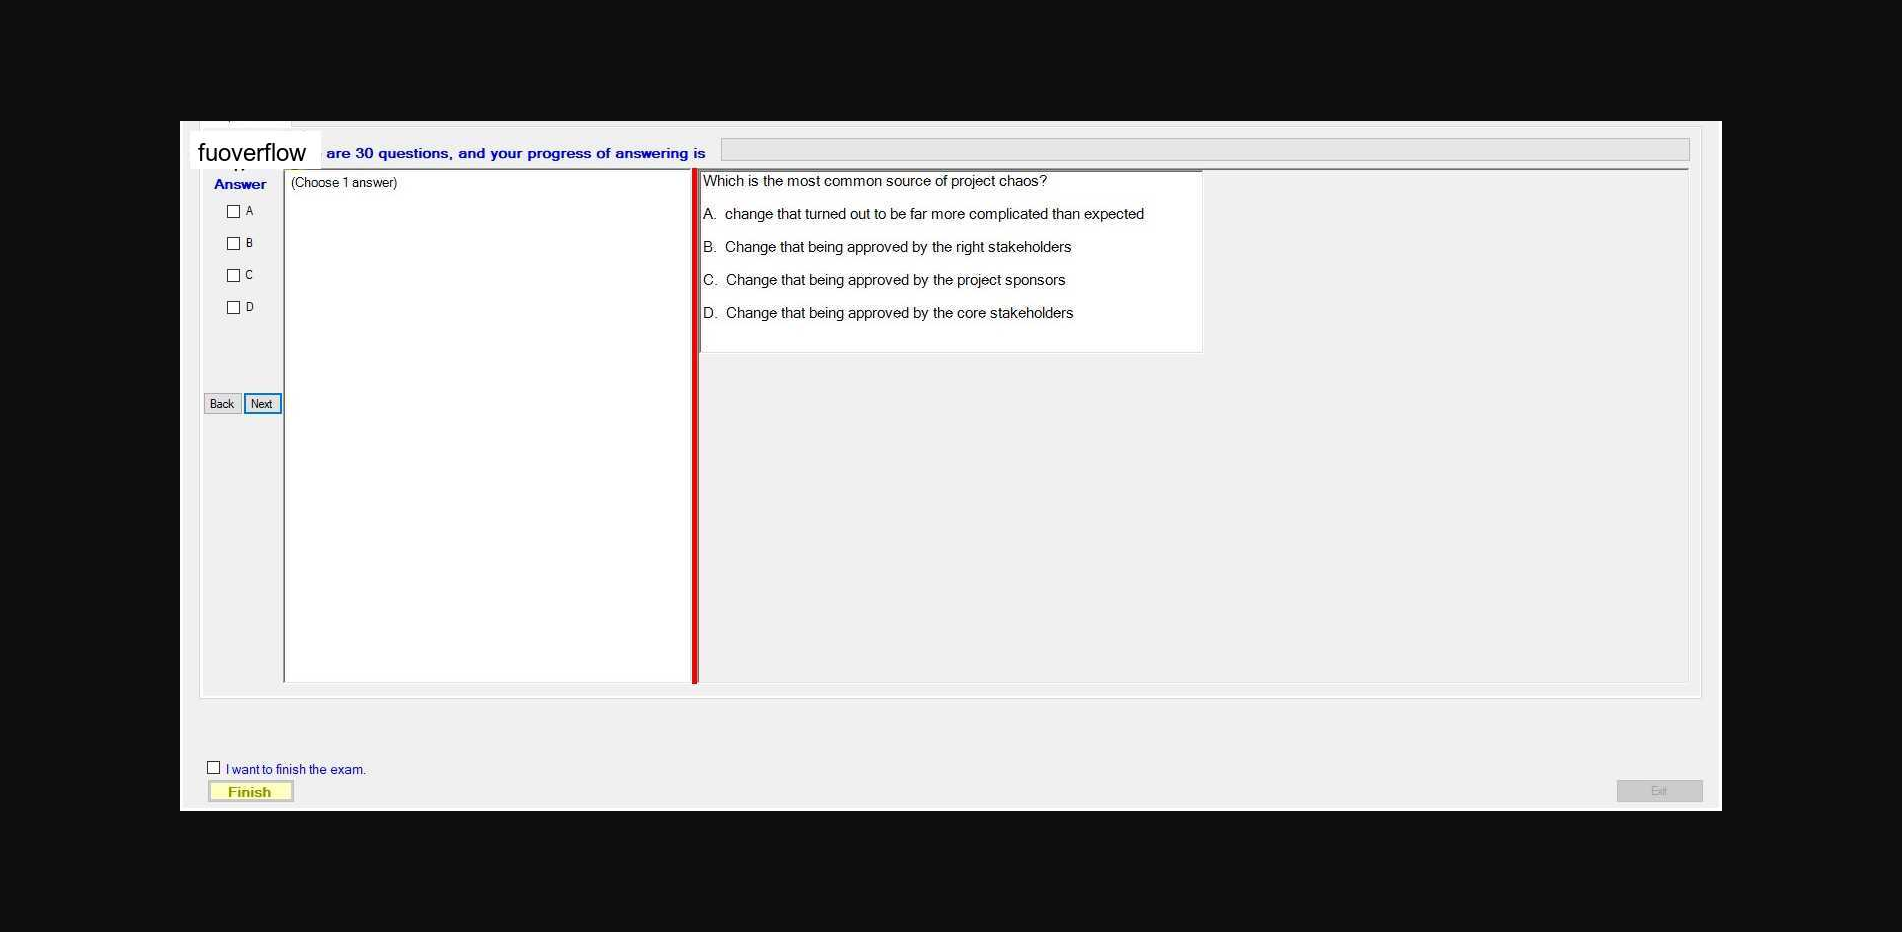 fuoverflow are 30 questions, and your progress of answering is
Answer
(Choose 1 answer)
A
B
C
D
Back Next
Which is the most common source of project chaos?
A. change that turned out to be far more complicated than expected
B. Change that being approved by the right stakeholders
C. Change that being approved by the project sponsors
D. Change that being approved by the core stakeholders
I want to finish the exam.
Finish
Exit